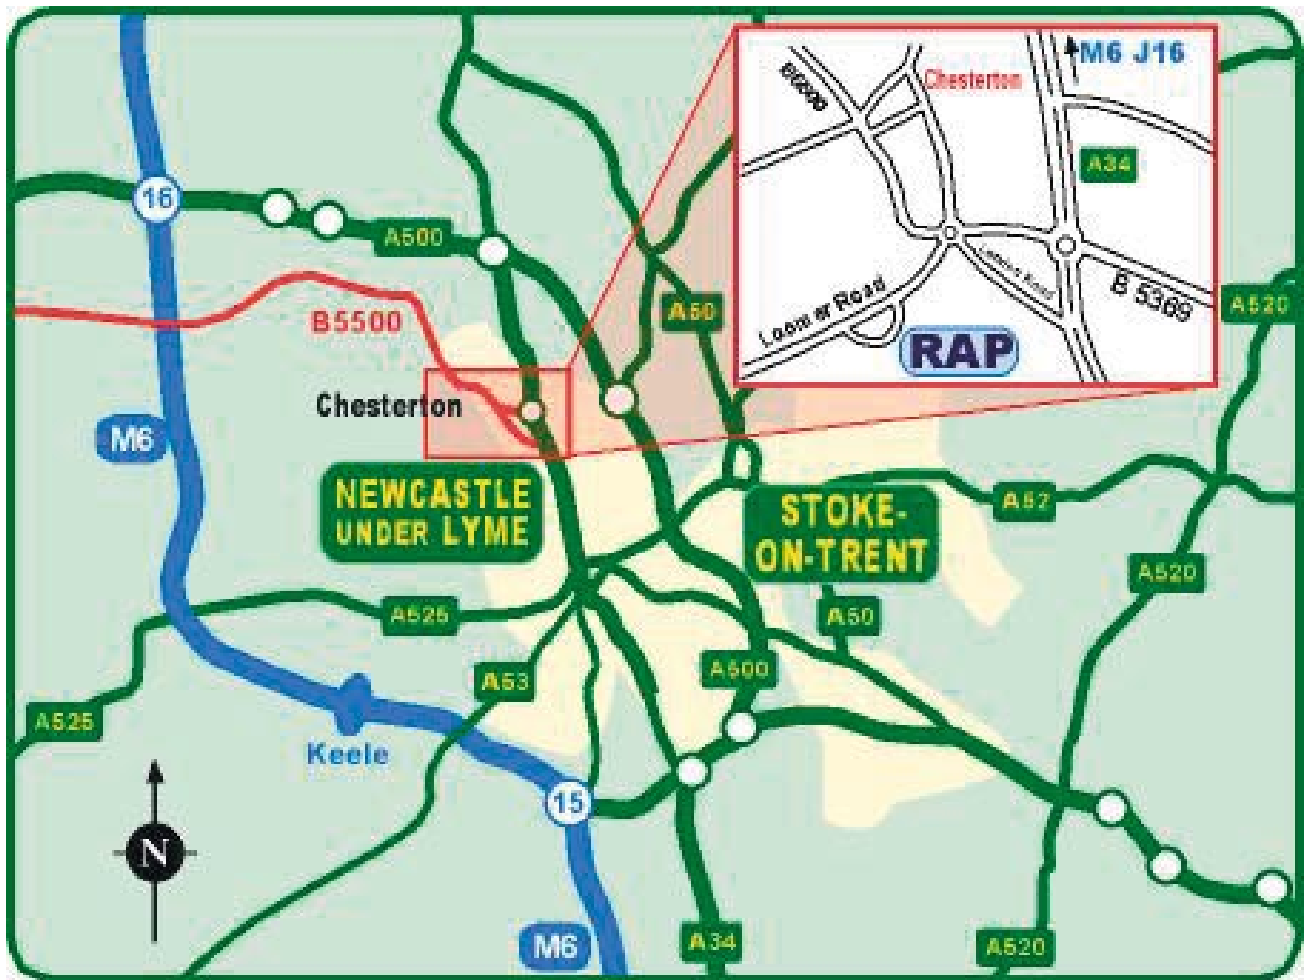 M6 J16
B5500
Chesterton
A34
16
A500
B 5369
A520
A50
B5500
Loomer Road
RAP
Chesterton
M6
NEWCASTLE
UNDER LYME
STOKE-
ON-TRENT
A52
A520
A525
A50
A53
A500
A525
Keele
15
N
M6
A34
A520